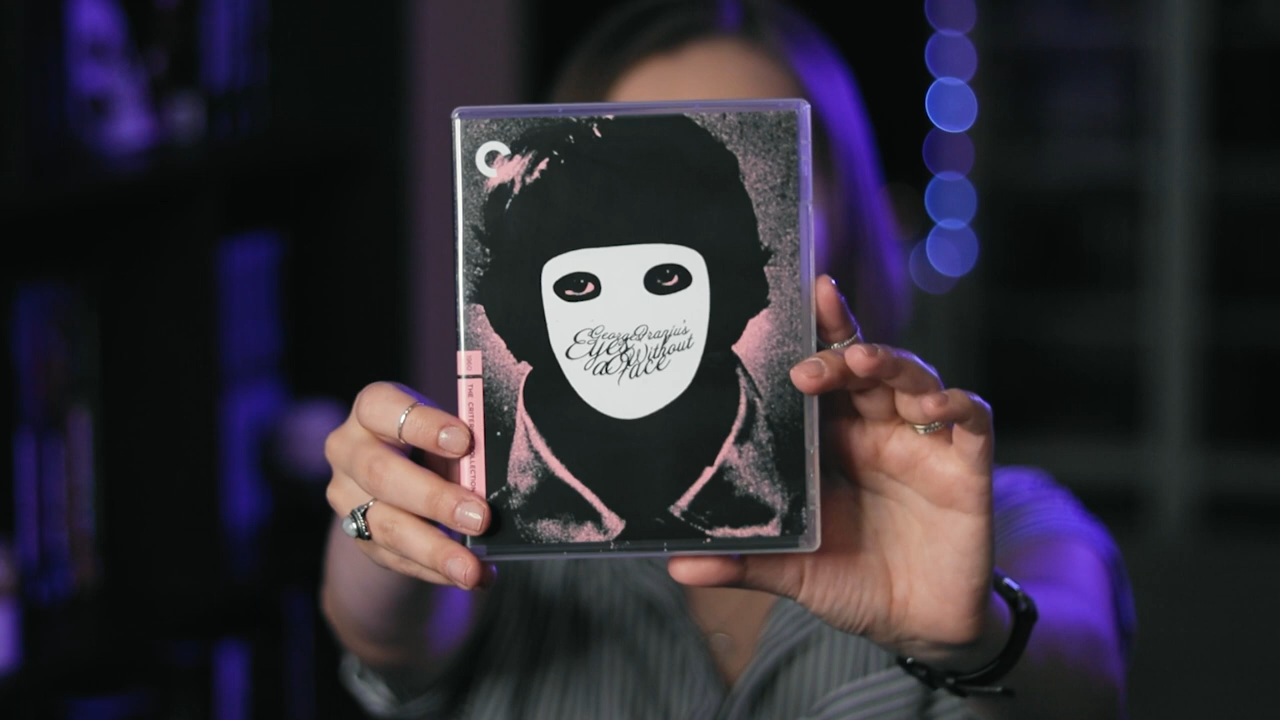 Georges Franju's
Eyes Without
a Face
THE CRITERION COLLECTION